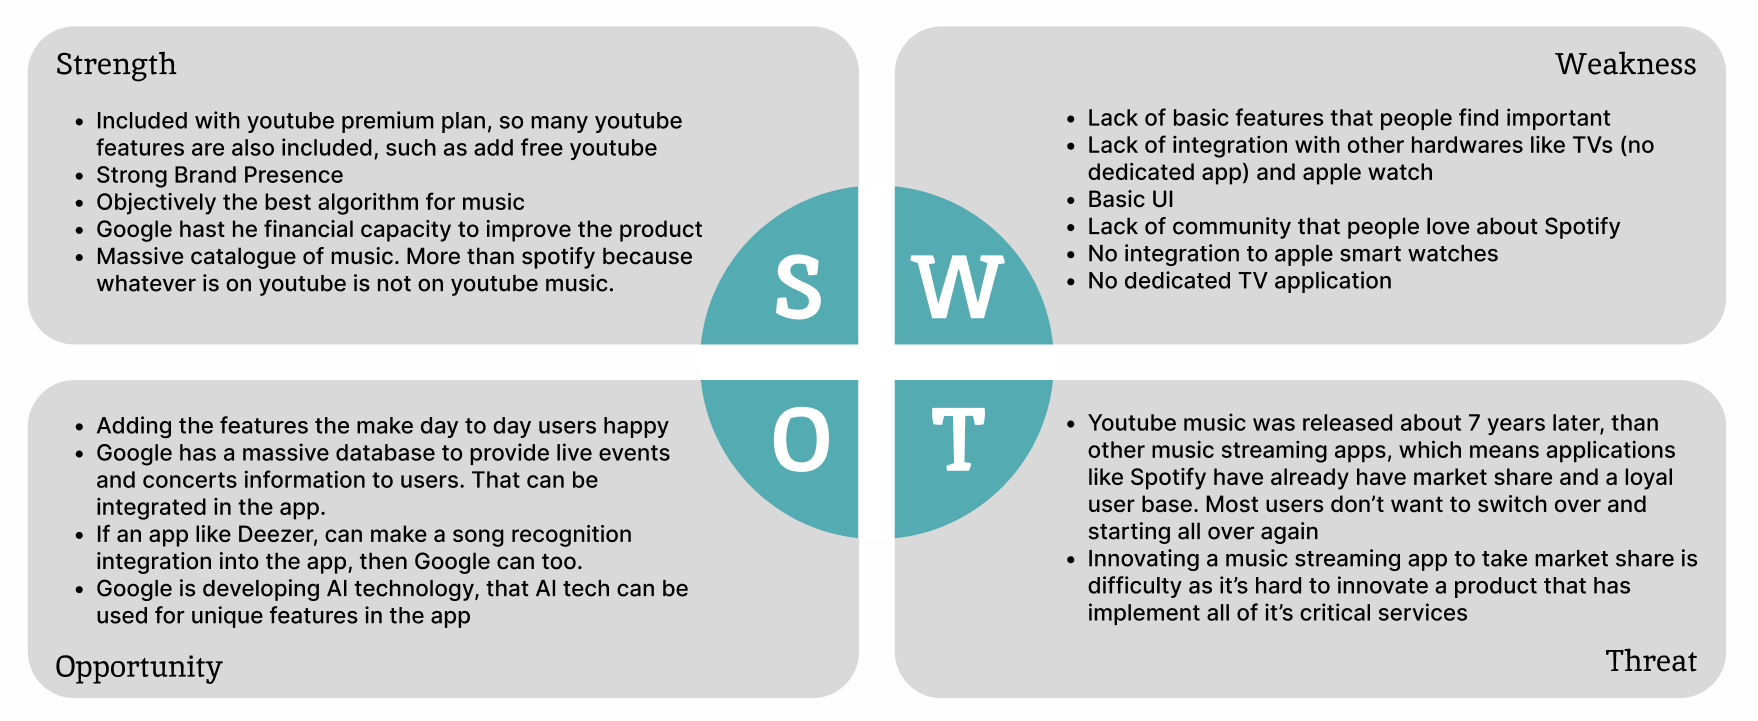 Strength
• Included with youtube premium plan, so many youtube
features are also included, such as add free youtube
• Strong Brand Presence
• Objectively the best algorithm for music
• Google hast he financial capacity to improve the product
• Massive catalogue of music. More than spotify because
whatever is on youtube is not on youtube music.
S
Weakness
• Lack of basic features that people find important
• Lack of integration with other hardwares like TVs (no
dedicated app) and apple watch
• Basic UI
• Lack of community that people love about Spotify
• No integration to apple smart watches
• No dedicated TV application
W
• Adding the features the make day to day users happy
• Google has a massive database to provide live events
and concerts information to users. That can be
integrated in the app.
• If an app like Deezer, can make a song recognition
integration into the app, then Google can too.
• Google is developing AI technology, that AI tech can be
used for unique features in the app
Opportunity
O
T
• Youtube music was released about 7 years later, than
other music streaming apps, which means applications
like Spotify have already have market share and a loyal
user base. Most users don’t want to switch over and
starting all over again
• Innovating a music streaming app to take market share is
difficulty as it’s hard to innovate a product that has
implement all of it’s critical services
Threat